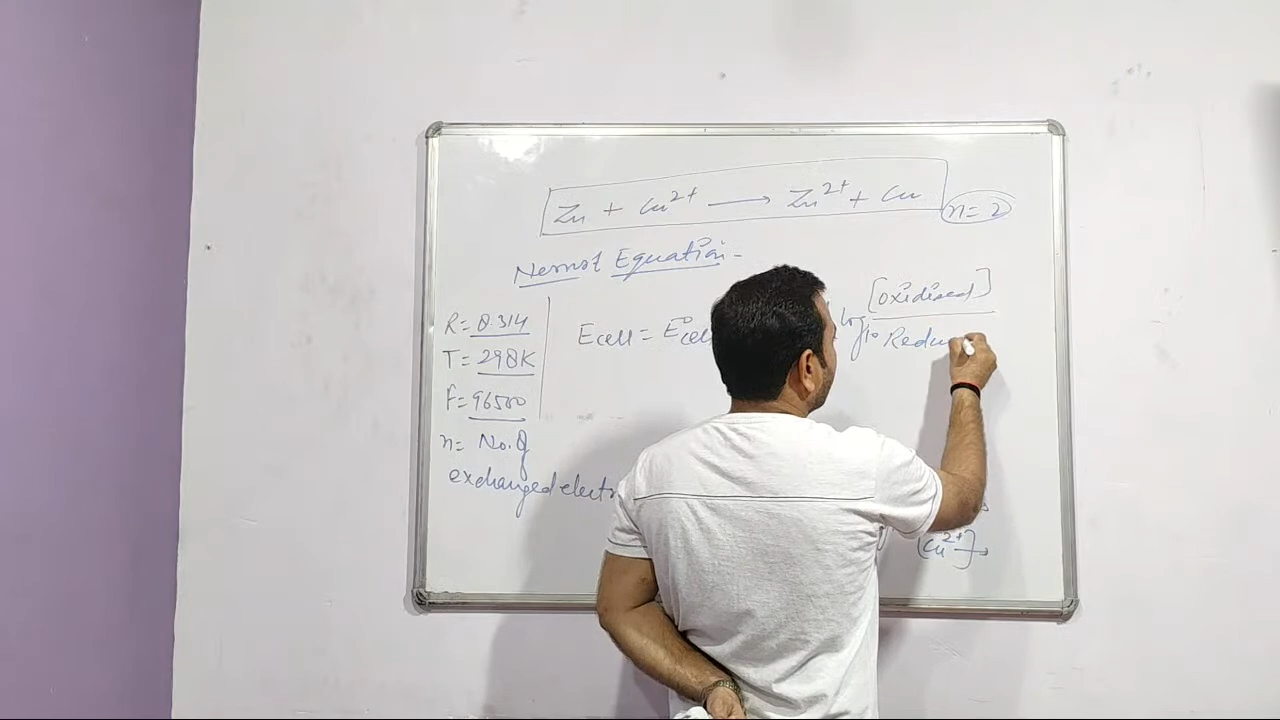 Zn + Cu²⁺ ⟶ Zn²⁺ + Cu
n = 2
Nernst Equation -
R = 8.314
T = 298K
F = 96500
n = No. of
exchanged electr
Ecell = E°cell
log₁₀ [Oxidised]
Redu
[Cu²⁺]→